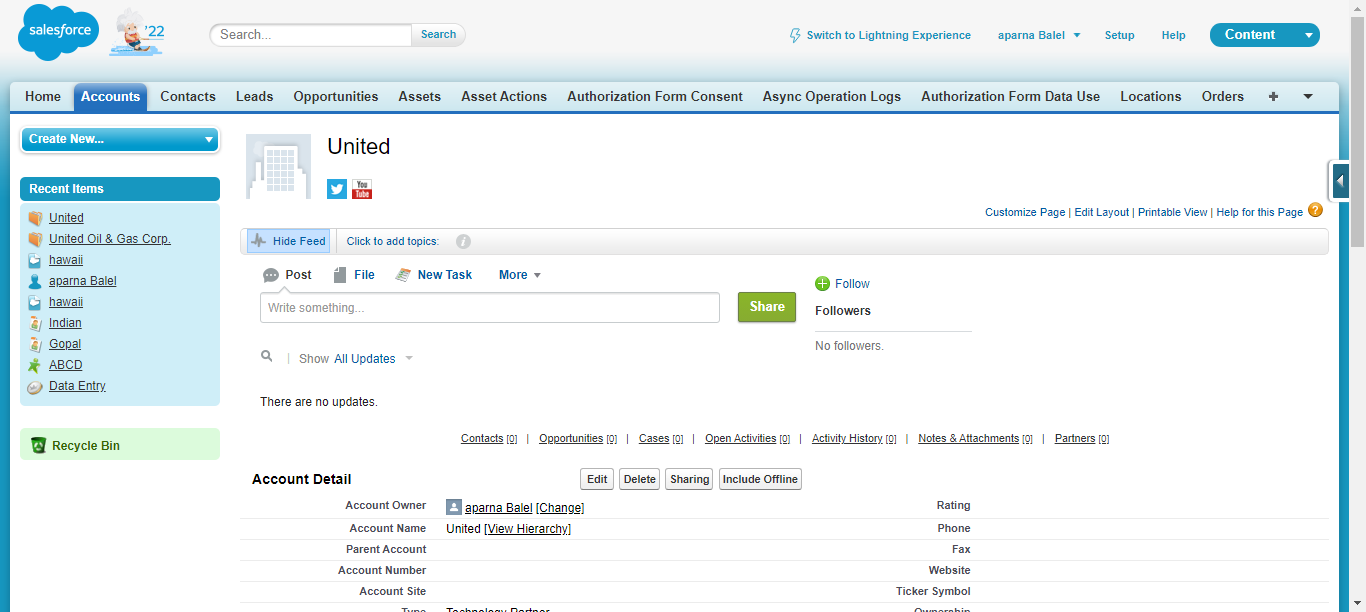 salesforce
'22
Search...
Search
Switch to Lightning Experience
aparna Balel
Setup
Help
Content
Home
Accounts
Contacts
Leads
Opportunities
Assets
Asset Actions
Authorization Form Consent
Async Operation Logs
Authorization Form Data Use
Locations
Orders
+
Create New...
Recent Items
United
United Oil & Gas Corp.
hawaii
aparna Balel
hawaii
Indian
Gopal
ABCD
Data Entry
Recycle Bin
United
You
Tube
Customize Page | Edit Layout | Printable View | Help for this Page ?
Hide Feed
Click to add topics:
i
Post
File
New Task
More
Write something...
Share
Show All Updates
There are no updates.
Follow
Followers
No followers.
Contacts [0] | Opportunities [0] | Cases [0] | Open Activities [0] | Activity History [0] | Notes & Attachments [0] | Partners [0]
Account Detail
Edit
Delete
Sharing
Include Offline
Account Owner aparna Balel [Change] Rating
Account Name United [View Hierarchy] Phone
Parent Account Fax
Account Number Website
Account Site Ticker Symbol
Type Technology Partner Ownership